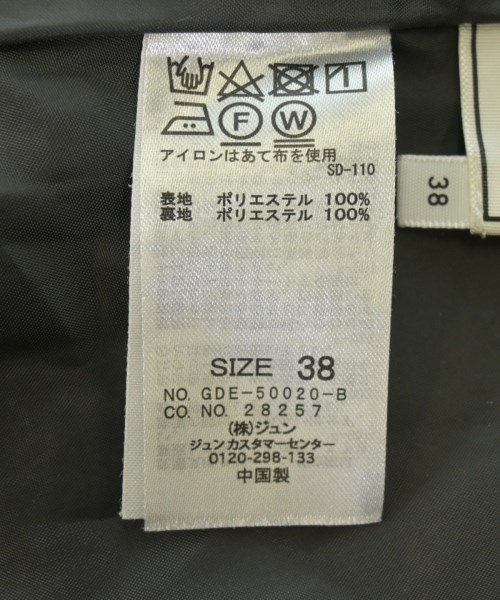 F W
アイロンはあて布を使用
SD-110
表地 ポリエステル 100%
裏地 ポリエステル 100%
SIZE 38
NO. GDE-50020-B
CO. NO. 28257
(株)ジュン
ジュン カスタマーセンター
0120-298-133
中国製
38